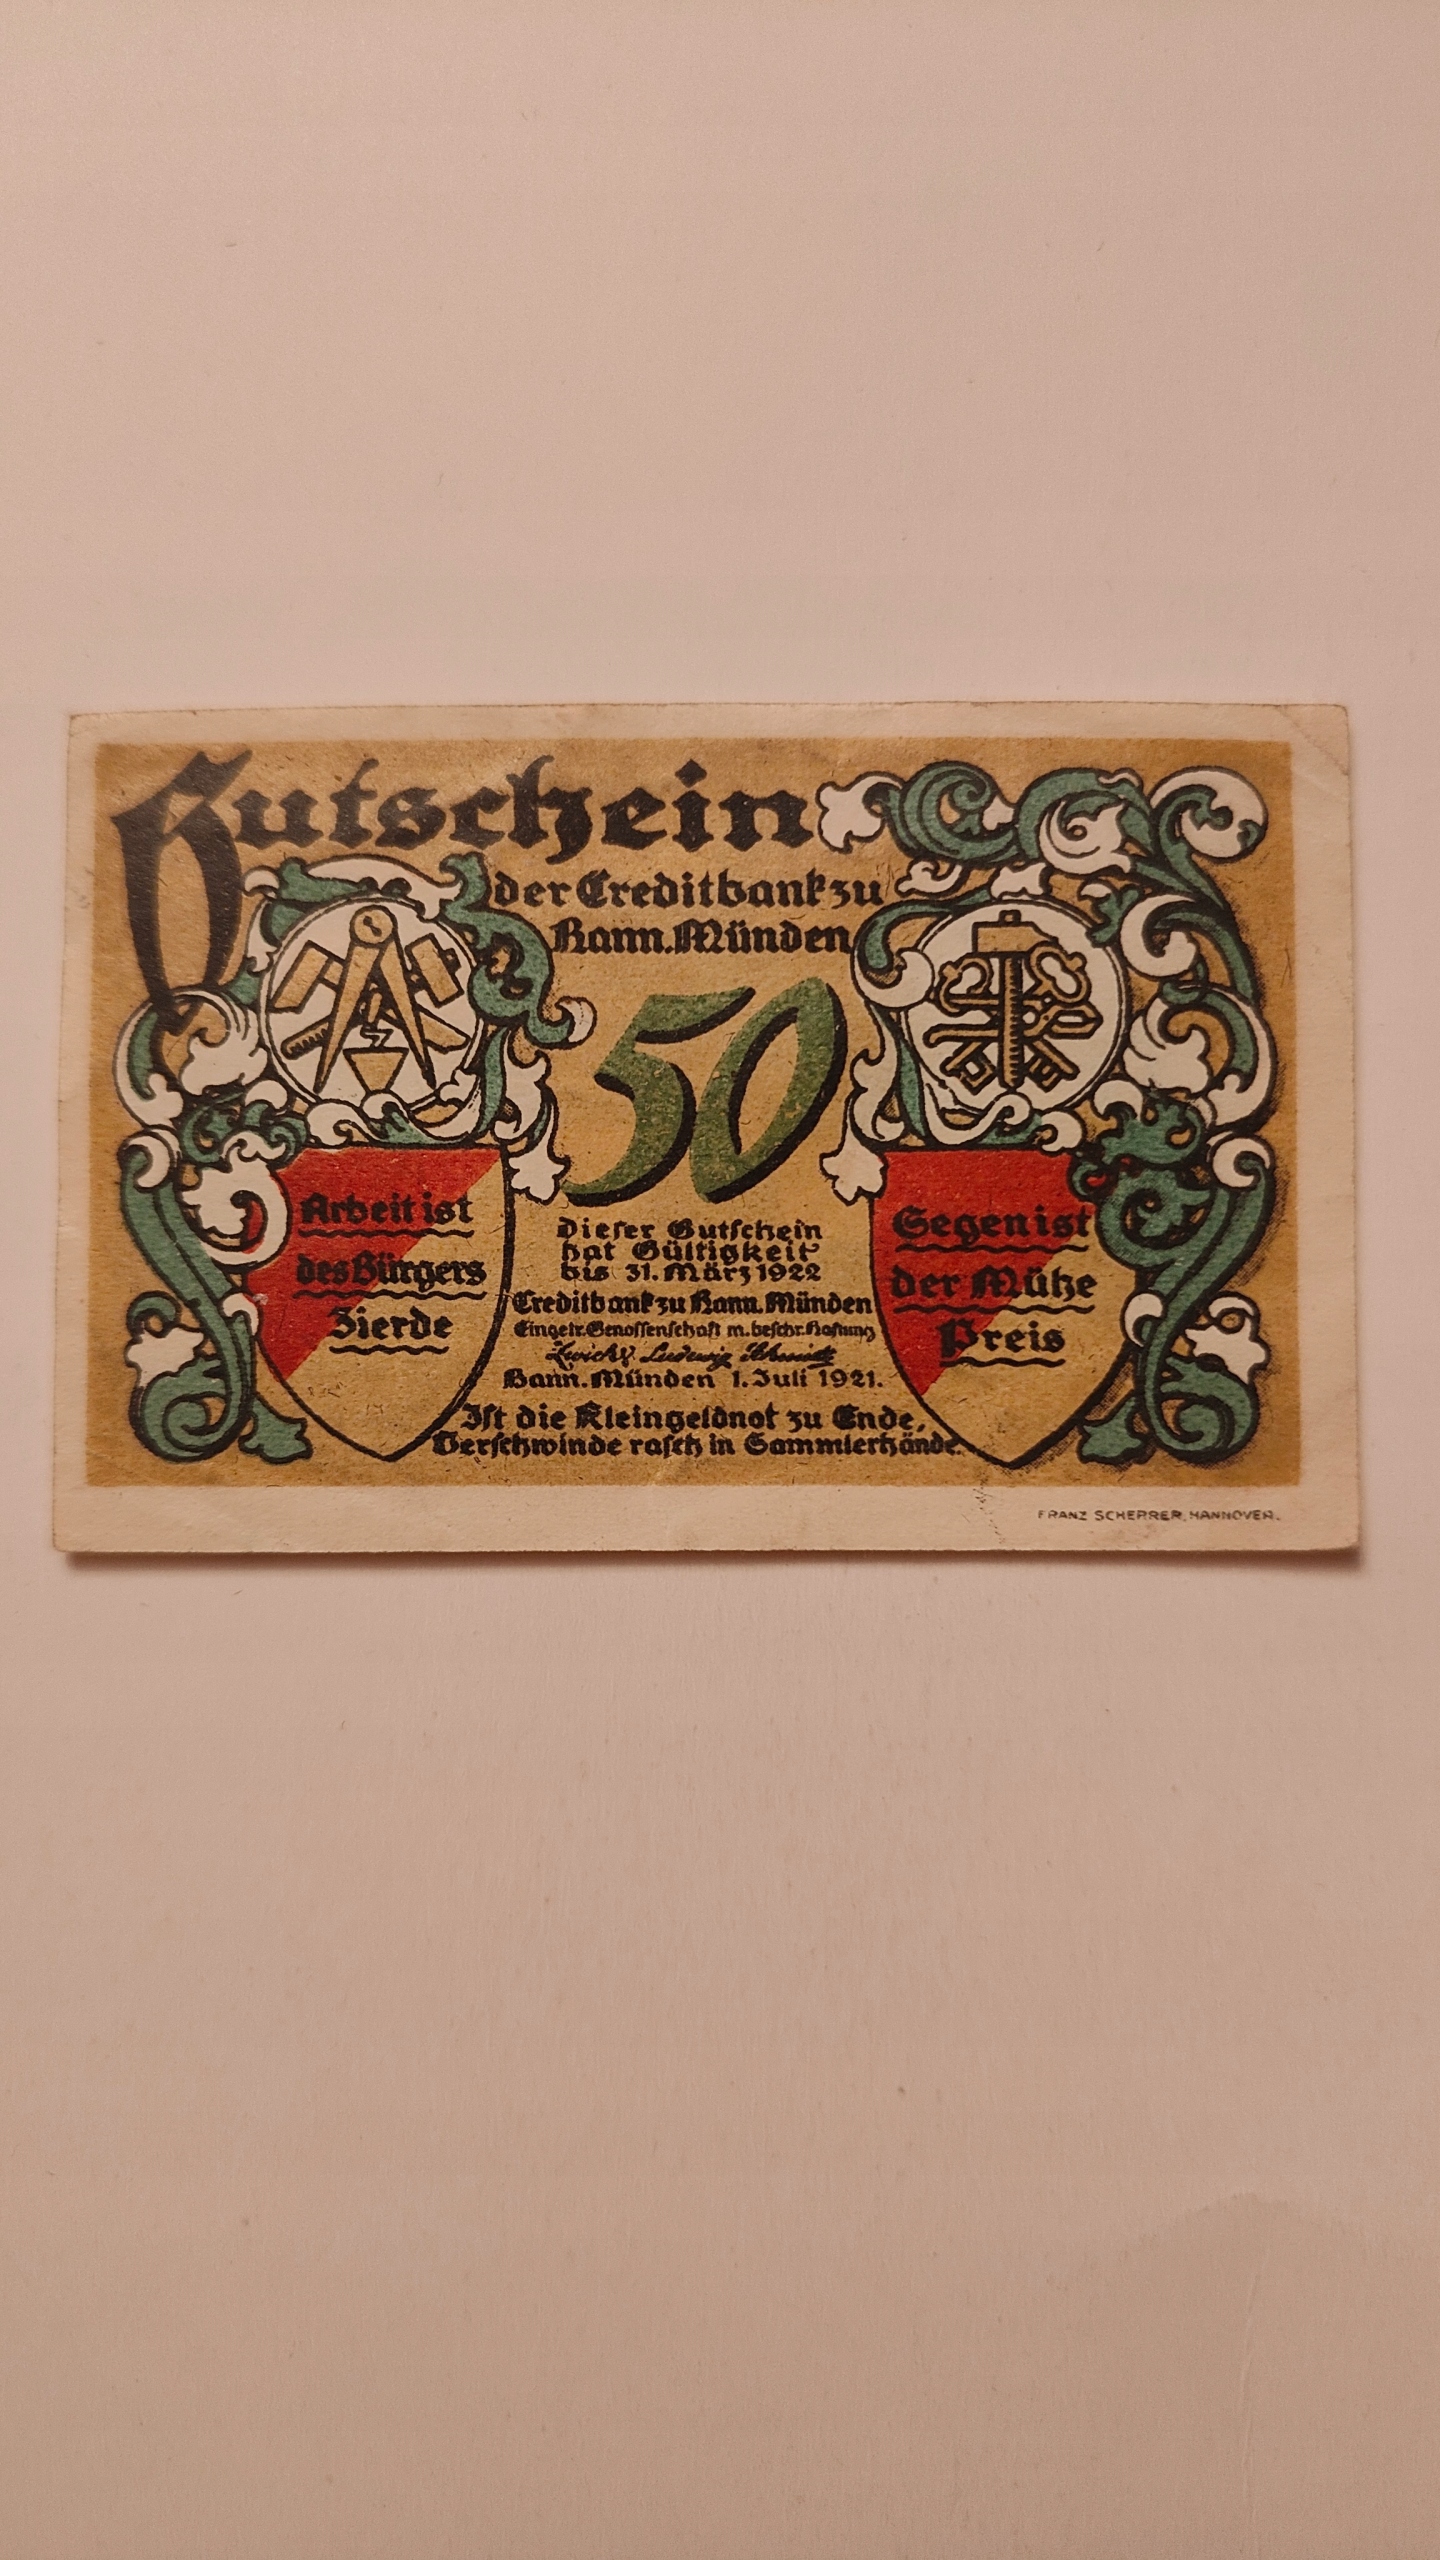 Gutschein
der Creditbank zu
Hann. Münden
50
Arbeit ist
des Bürgers
Zierde
Segen ist
der Mühe
Preis
Dieser Gutschein
hat Gültigkeit
bis 31. März 1922
Creditbank zu Hann. Münden
Eingetr. Genossenschaft m. beschr. Haftung
Ludwig Schmidt
Hann. Münden 1. Juli 1921.
Ist die Kleingeldnot zu Ende,
Verschwinde rasch in Sammlerhände.
FRANZ SCHERRER, HANNOVER.